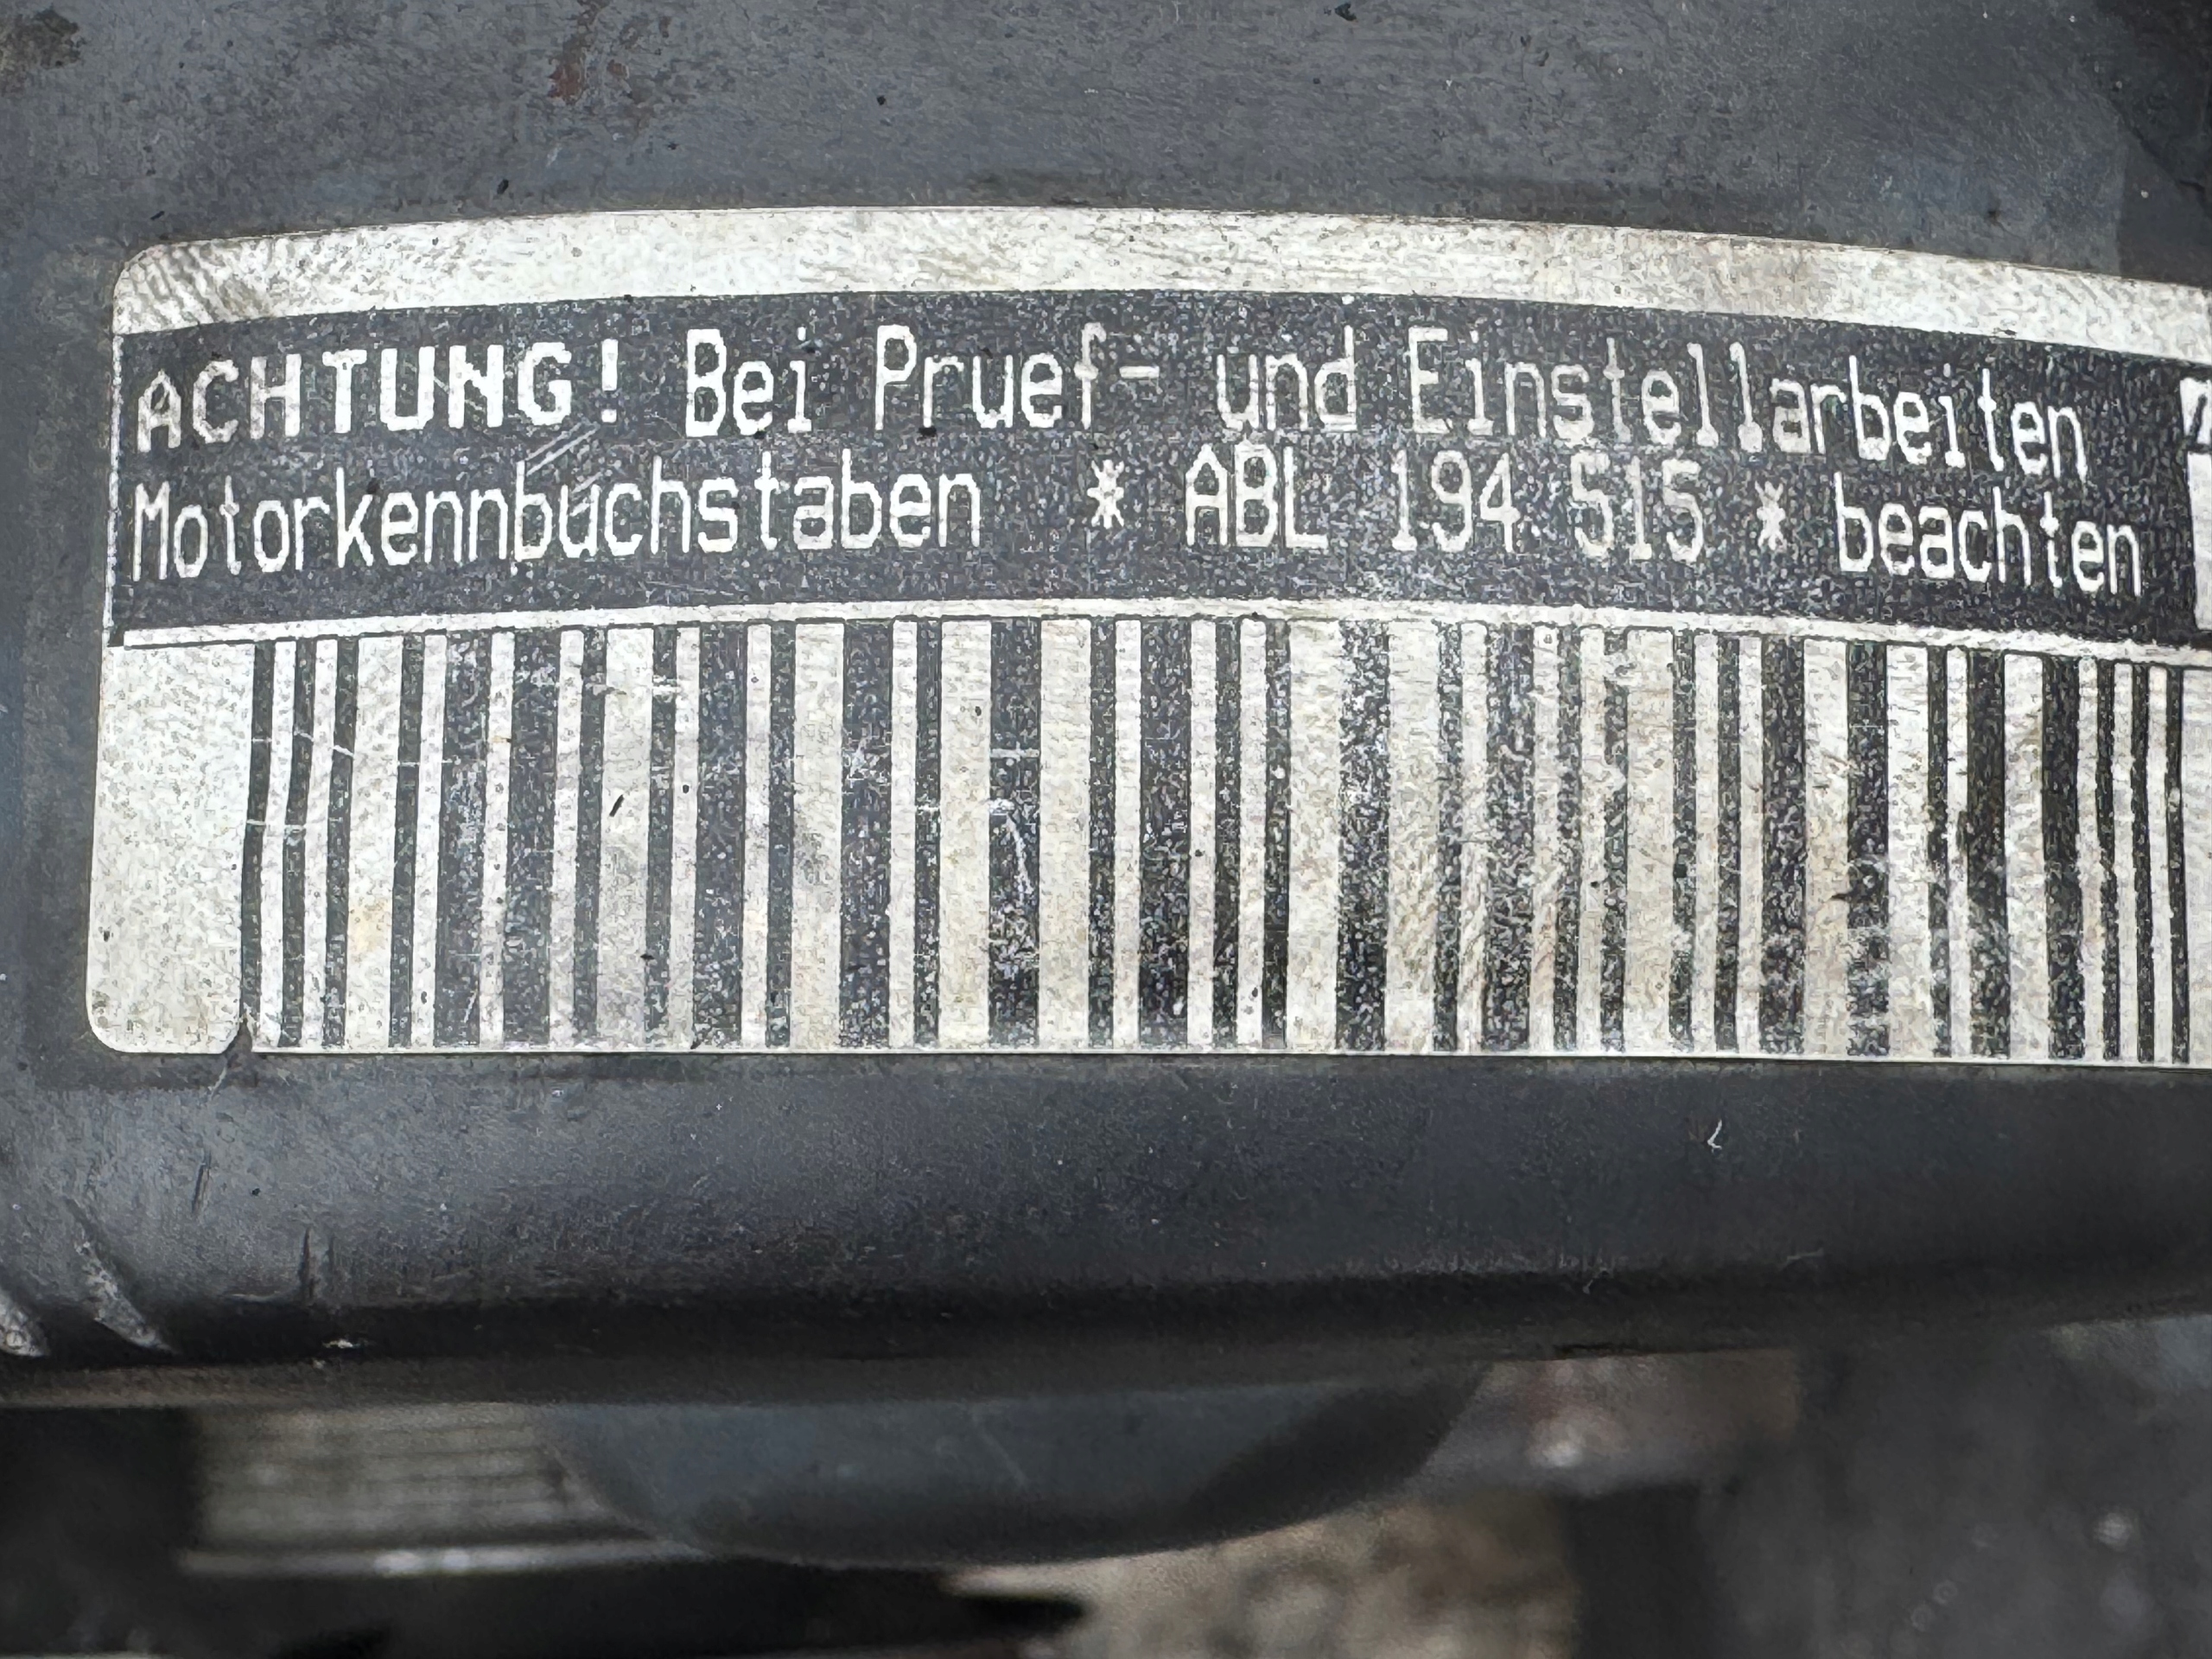 ACHTUNG! Bei Pruef- und Einstellarbeiten
Motorkennbuchstaben * ABL 194 515 * beachten